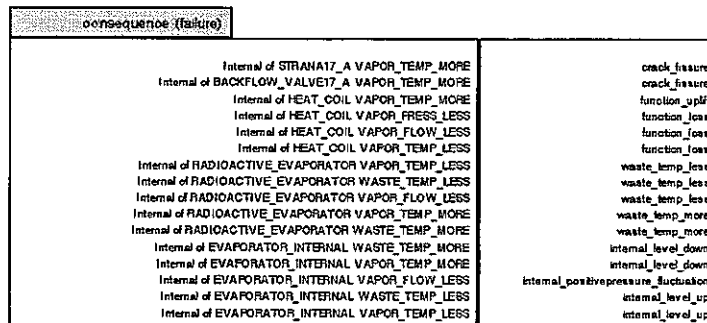 consequence (failure)
Internal of STRANA17_A VAPOR_TEMP_MORE crack_fissure
Internal of BACKFLOW_VALVE17_A VAPOR_TEMP_MORE crack_fissure
Internal of HEAT_COIL VAPOR_TEMP_MORE function_uplif
Internal of HEAT_COIL VAPOR_PRESS_LESS function_loss
Internal of HEAT_COIL VAPOR_FLOW_LESS function_loss
Internal of HEAT_COIL VAPOR_TEMP_LESS function_loss
Internal of RADIOACTIVE_EVAPORATOR VAPOR_TEMP_LESS waste_temp_less
Internal of RADIOACTIVE_EVAPORATOR WASTE_TEMP_LESS waste_temp_less
Internal of RADIOACTIVE_EVAPORATOR VAPOR_FLOW_LESS waste_temp_less
Internal of RADIOACTIVE_EVAPORATOR VAPOR_TEMP_MORE waste_temp_more
Internal of RADIOACTIVE_EVAPORATOR WASTE_TEMP_MORE waste_temp_more
Internal of EVAPORATOR_INTERNAL WASTE_TEMP_MORE internal_level_down
Internal of EVAPORATOR_INTERNAL VAPOR_TEMP_MORE internal_level_down
Internal of EVAPORATOR_INTERNAL VAPOR_FLOW_LESS internal_positivepressure_fluctuation
Internal of EVAPORATOR_INTERNAL WASTE_TEMP_LESS internal_level_up
Internal of EVAPORATOR_INTERNAL VAPOR_TEMP_LESS internal_level_up